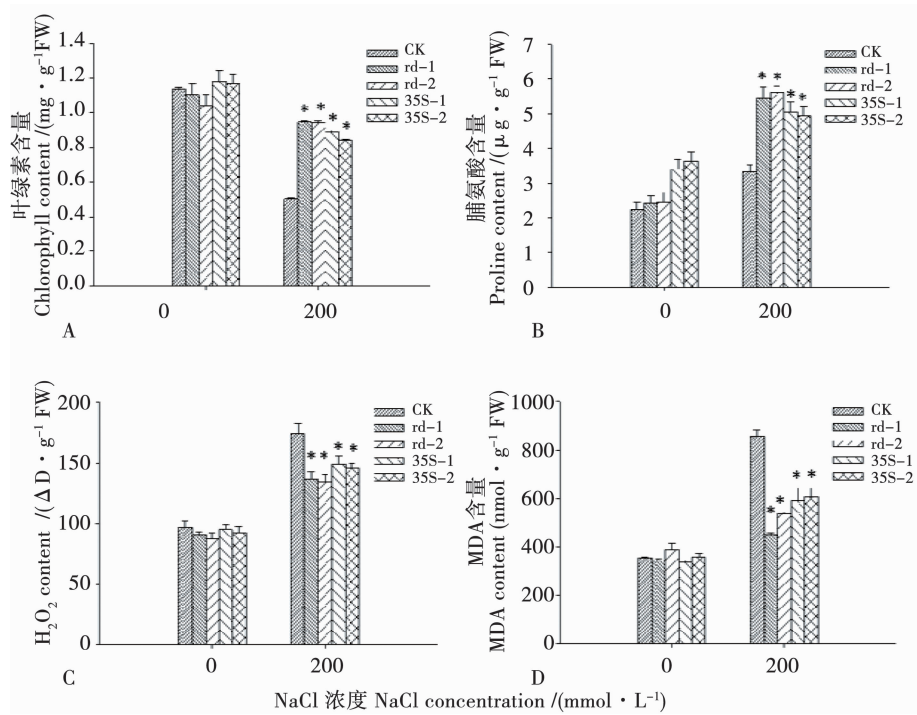 叶绿素含量
Chlorophyll content /(mg·g⁻¹FW)
1.4
1.2
1.0
0.8
0.6
0.4
0.2
0.0
CK
rd-1
rd-2
35S-1
35S-2
* * * *
0 200
A
脯氨酸含量
Proline content /(μg·g⁻¹ FW)
7
6
5
4
3
2
1
0
CK
rd-1
rd-2
35S-1
35S-2
* * * *
0 200
B
H₂O₂ content /(ΔD·g⁻¹ FW)
200
150
100
50
0
CK
rd-1
rd-2
35S-1
35S-2
* * * *
0 200
C
MDA含量
MDA content (nmol·g⁻¹ FW)
1000
800
600
400
200
0
CK
rd-1
rd-2
35S-1
35S-2
* * * *
0 200
D
NaCl 浓度 NaCl concentration /(mmol·L⁻¹)